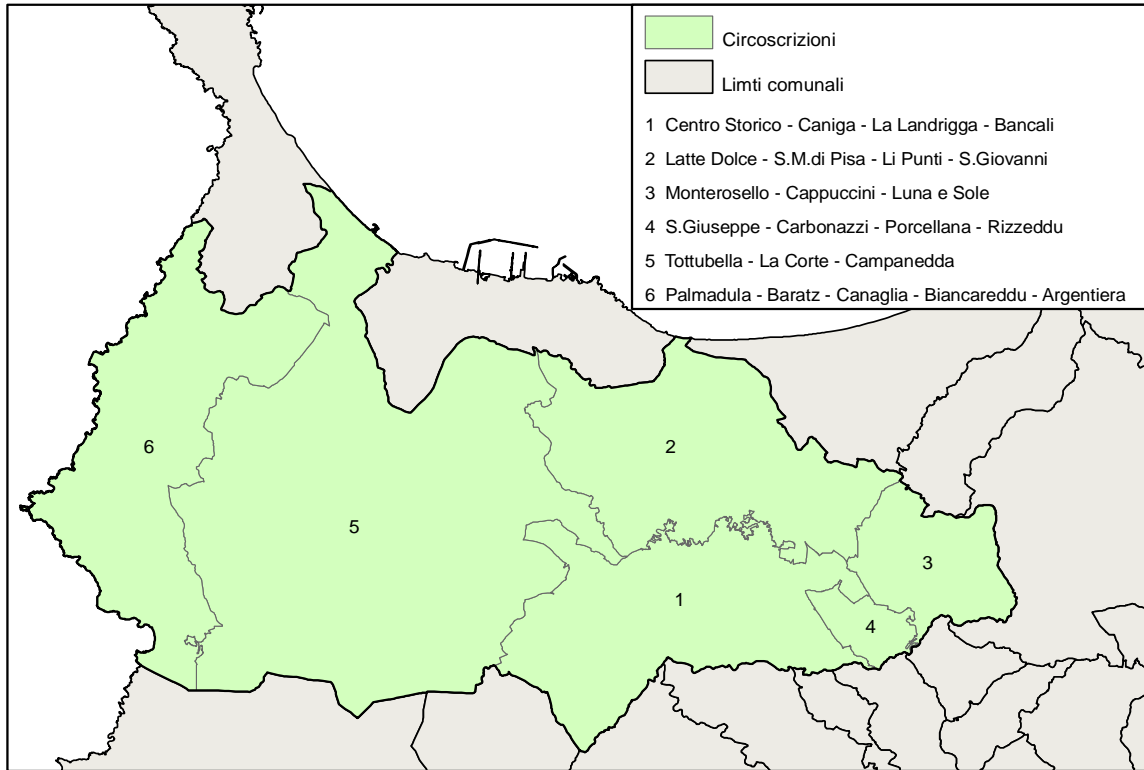 Circoscrizioni
Limti comunali
1 Centro Storico - Caniga - La Landrigga - Bancali
2 Latte Dolce - S.M.di Pisa - Li Punti - S.Giovanni
3 Monterosello - Cappuccini - Luna e Sole
4 S.Giuseppe - Carbonazzi - Porcellana - Rizzeddu
5 Tottubella - La Corte - Campanedda
6 Palmadula - Baratz - Canaglia - Biancareddu - Argentiera
6
2
5
3
1
4